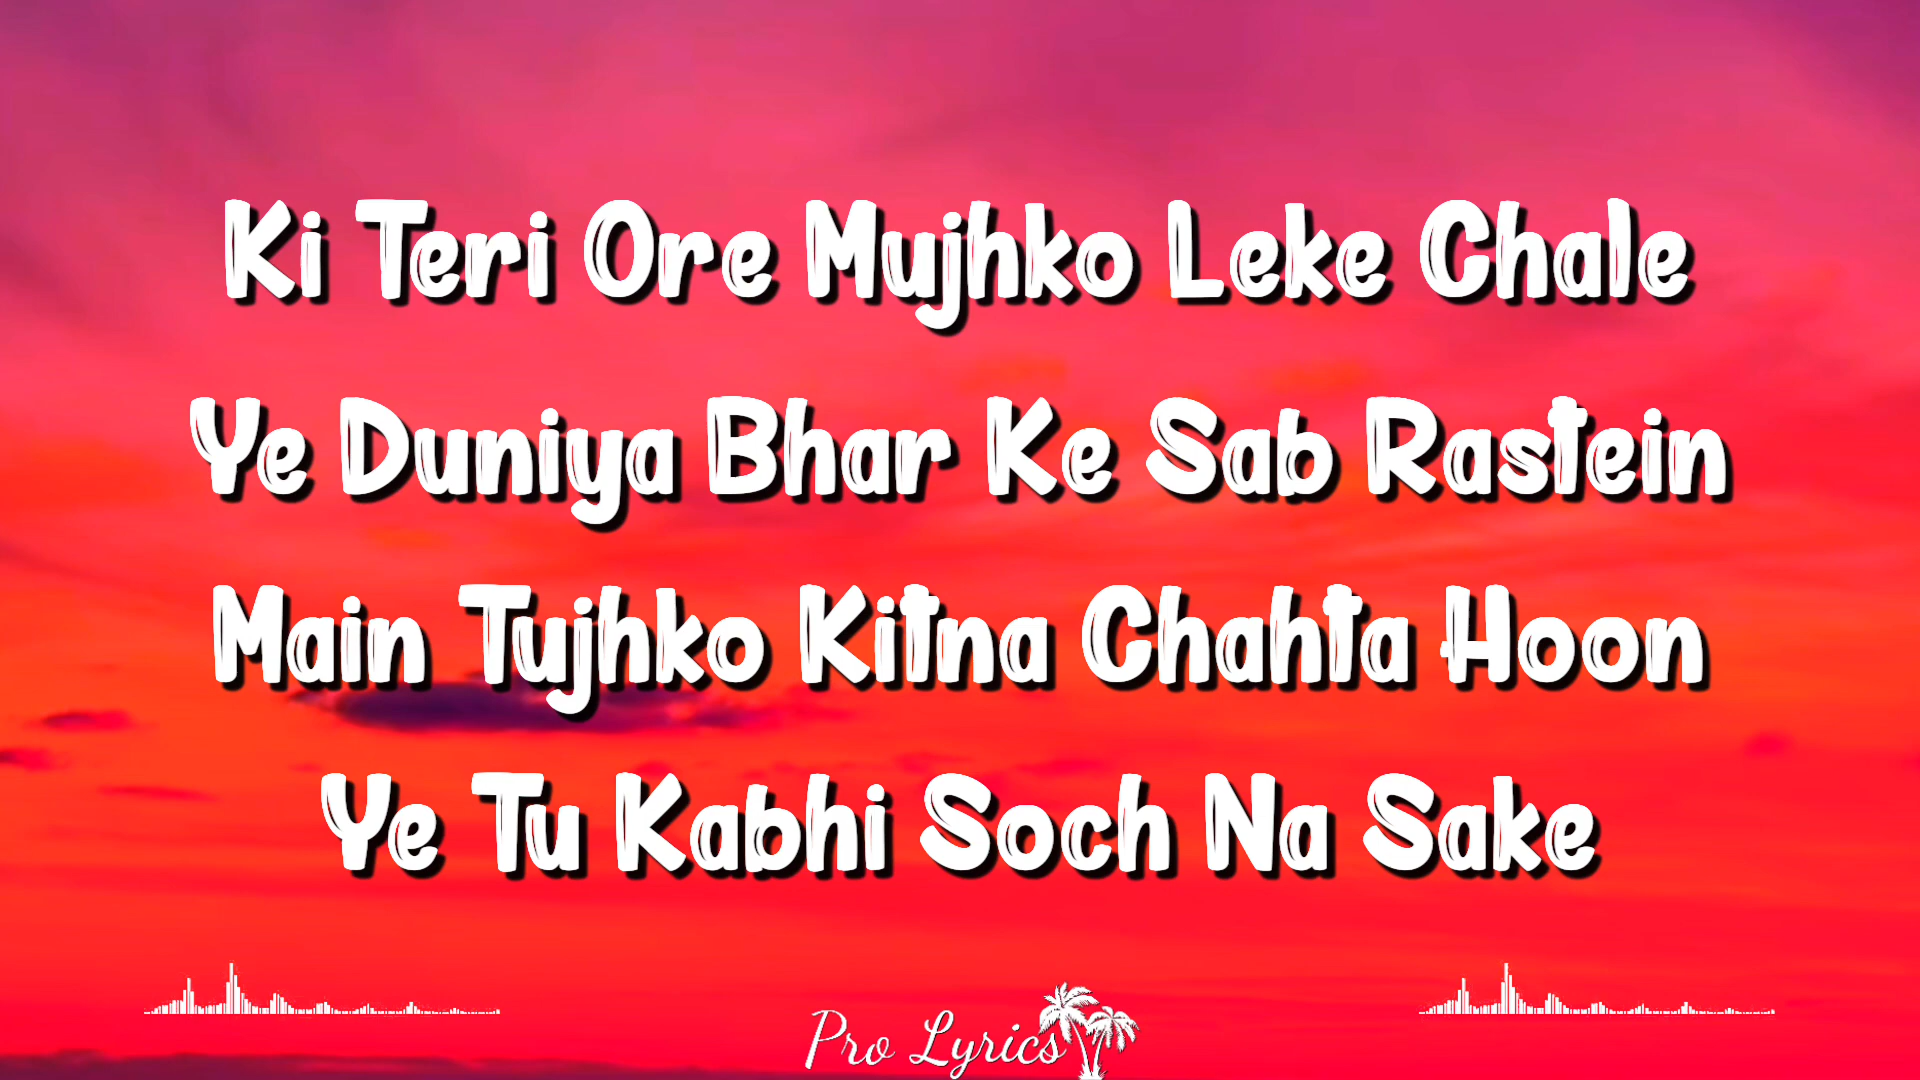 Ki Teri Ore Mujhko Leke Chale
Ye Duniya Bhar Ke Sab Rastein
Main Tujhko Kitna Chahta Hoon
Ye Tu Kabhi Soch Na Sake
Pro Lyrics